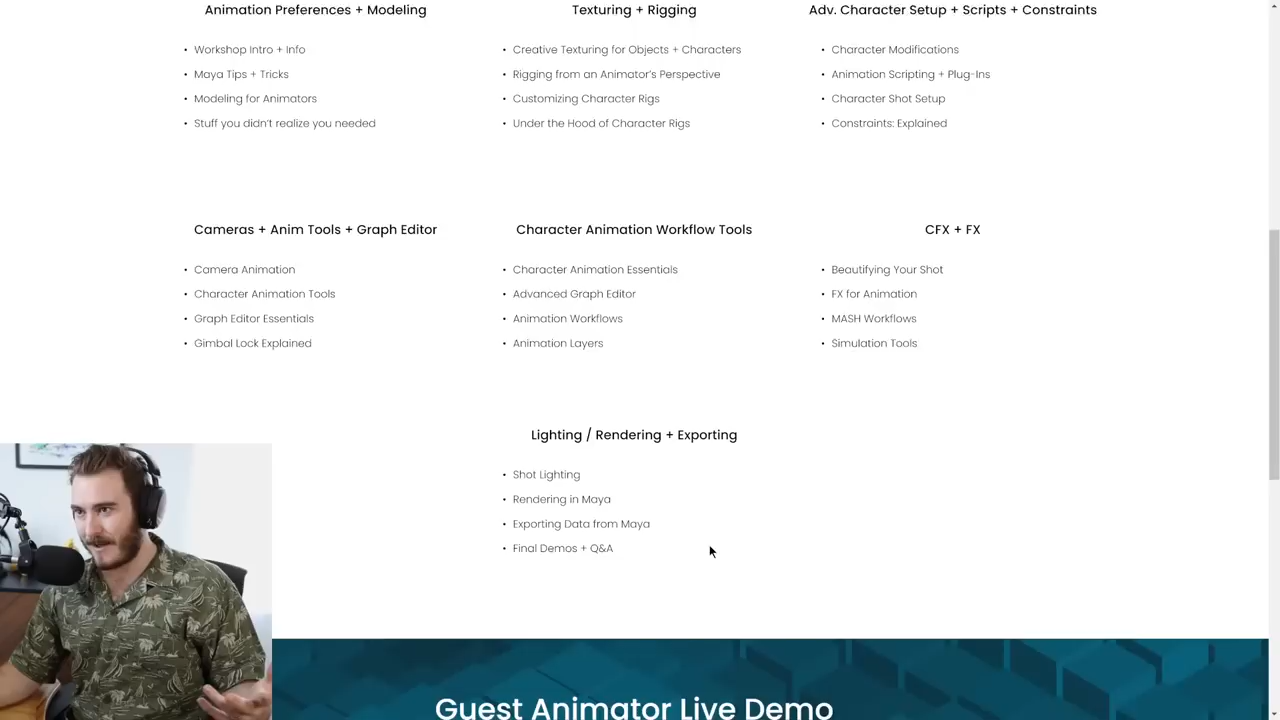 Animation Preferences + Modeling
• Workshop Intro + Info
• Maya Tips + Tricks
• Modeling for Animators
• Stuff you didn't realize you needed
Texturing + Rigging
• Creative Texturing for Objects + Characters
• Rigging from an Animator's Perspective
• Customizing Character Rigs
• Under the Hood of Character Rigs
Adv. Character Setup + Scripts + Constraints
• Character Modifications
• Animation Scripting + Plug-Ins
• Character Shot Setup
• Constraints: Explained
Cameras + Anim Tools + Graph Editor
• Camera Animation
• Character Animation Tools
• Graph Editor Essentials
• Gimbal Lock Explained
Character Animation Workflow Tools
• Character Animation Essentials
• Advanced Graph Editor
• Animation Workflows
• Animation Layers
CFX + FX
• Beautifying Your Shot
• FX for Animation
• MASH Workflows
• Simulation Tools
Lighting / Rendering + Exporting
• Shot Lighting
• Rendering in Maya
• Exporting Data from Maya
• Final Demos + Q&A
Guest Animator Live Demo